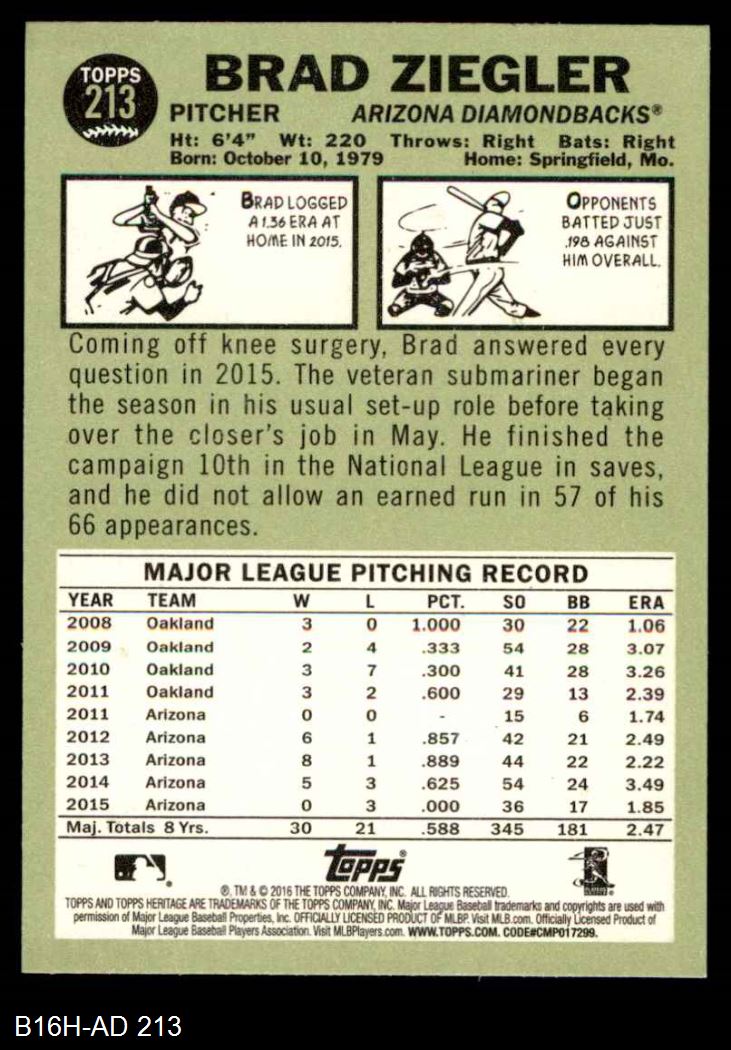 TOPPS
213
BRAD ZIEGLER
PITCHER ARIZONA DIAMONDBACKS®
Ht: 6'4" Wt: 220 Throws: Right Bats: Right
Born: October 10, 1979 Home: Springfield, Mo.
BRAD LOGGED
A 1.36 ERA AT
HOME IN 2015.
OPPONENTS
BATTED JUST
.198 AGAINST
HIM OVERALL.
Coming off knee surgery, Brad answered every
question in 2015. The veteran submariner began
the season in his usual set-up role before taking
over the closer's job in May. He finished the
campaign 10th in the National League in saves,
and he did not allow an earned run in 57 of his
66 appearances.
MAJOR LEAGUE PITCHING RECORD
YEAR TEAM W L PCT. SO BB ERA
2008 Oakland 3 0 1.000 30 22 1.06
2009 Oakland 2 4 .333 54 28 3.07
2010 Oakland 3 7 .300 41 28 3.26
2011 Oakland 3 2 .600 29 13 2.39
2011 Arizona 0 0 - 15 6 1.74
2012 Arizona 6 1 .857 42 21 2.49
2013 Arizona 8 1 .889 44 22 2.22
2014 Arizona 5 3 .625 54 24 3.49
2015 Arizona 0 3 .000 36 17 1.85
Maj. Totals 8 Yrs. 30 21 .588 345 181 2.47
Topps®
®, TM & © 2016 THE TOPPS COMPANY, INC. ALL RIGHTS RESERVED.
TOPPS AND TOPPS HERITAGE ARE TRADEMARKS OF THE TOPPS COMPANY, INC. Major League Baseball trademarks and copyrights are used with
permission of Major League Baseball Properties, Inc. OFFICIALLY LICENSED PRODUCT OF MLBP. Visit MLB.com. Officially Licensed Product of
Major League Baseball Players Association. Visit MLBPlayers.com. WWW.TOPPS.COM. CODE#CMP017299.
B16H-AD 213